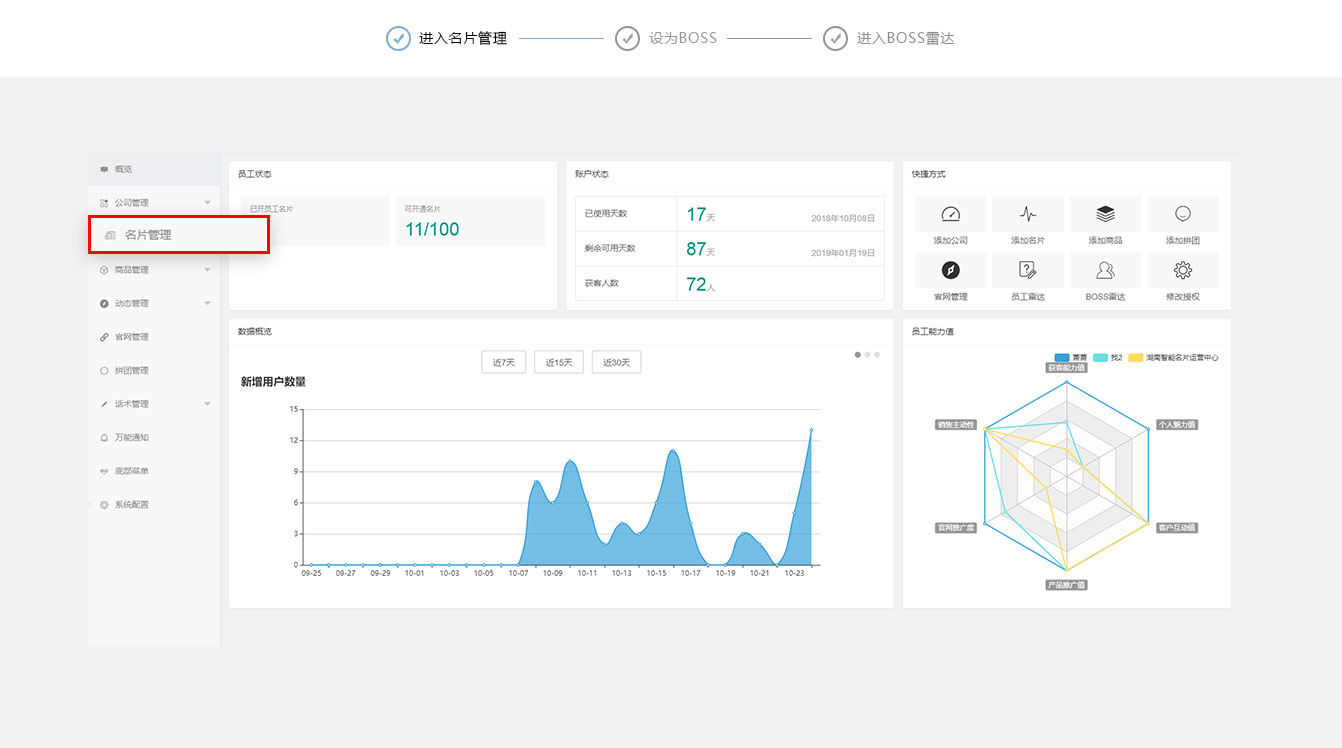 进入名片管理
设为BOSS
进入BOSS雷达
概览
公司管理
名片管理
商品管理
动态管理
官网管理
拼团管理
话术管理
万能通知
底部菜单
系统配置
员工状态
已开员工名片
可开通名片
11/100
账户状态
已使用天数
17天
2018年10月08日
剩余可用天数
87天
2019年01月19日
获客人数
72人
快捷方式
添加公司
添加名片
添加商品
添加拼团
官网管理
员工雷达
BOSS雷达
修改授权
数据概览
近7天
近15天
近30天
新增用户数量
15
12
9
6
3
0
09-25
09-27
09-29
10-01
10-03
10-05
10-07
10-09
10-11
10-13
10-15
10-17
10-19
10-21
10-23
员工能力值
我2
湖南智能名片运营中心
获客能力值
销售主动性
个人魅力值
官网推广度
客户互动值
产品推广值